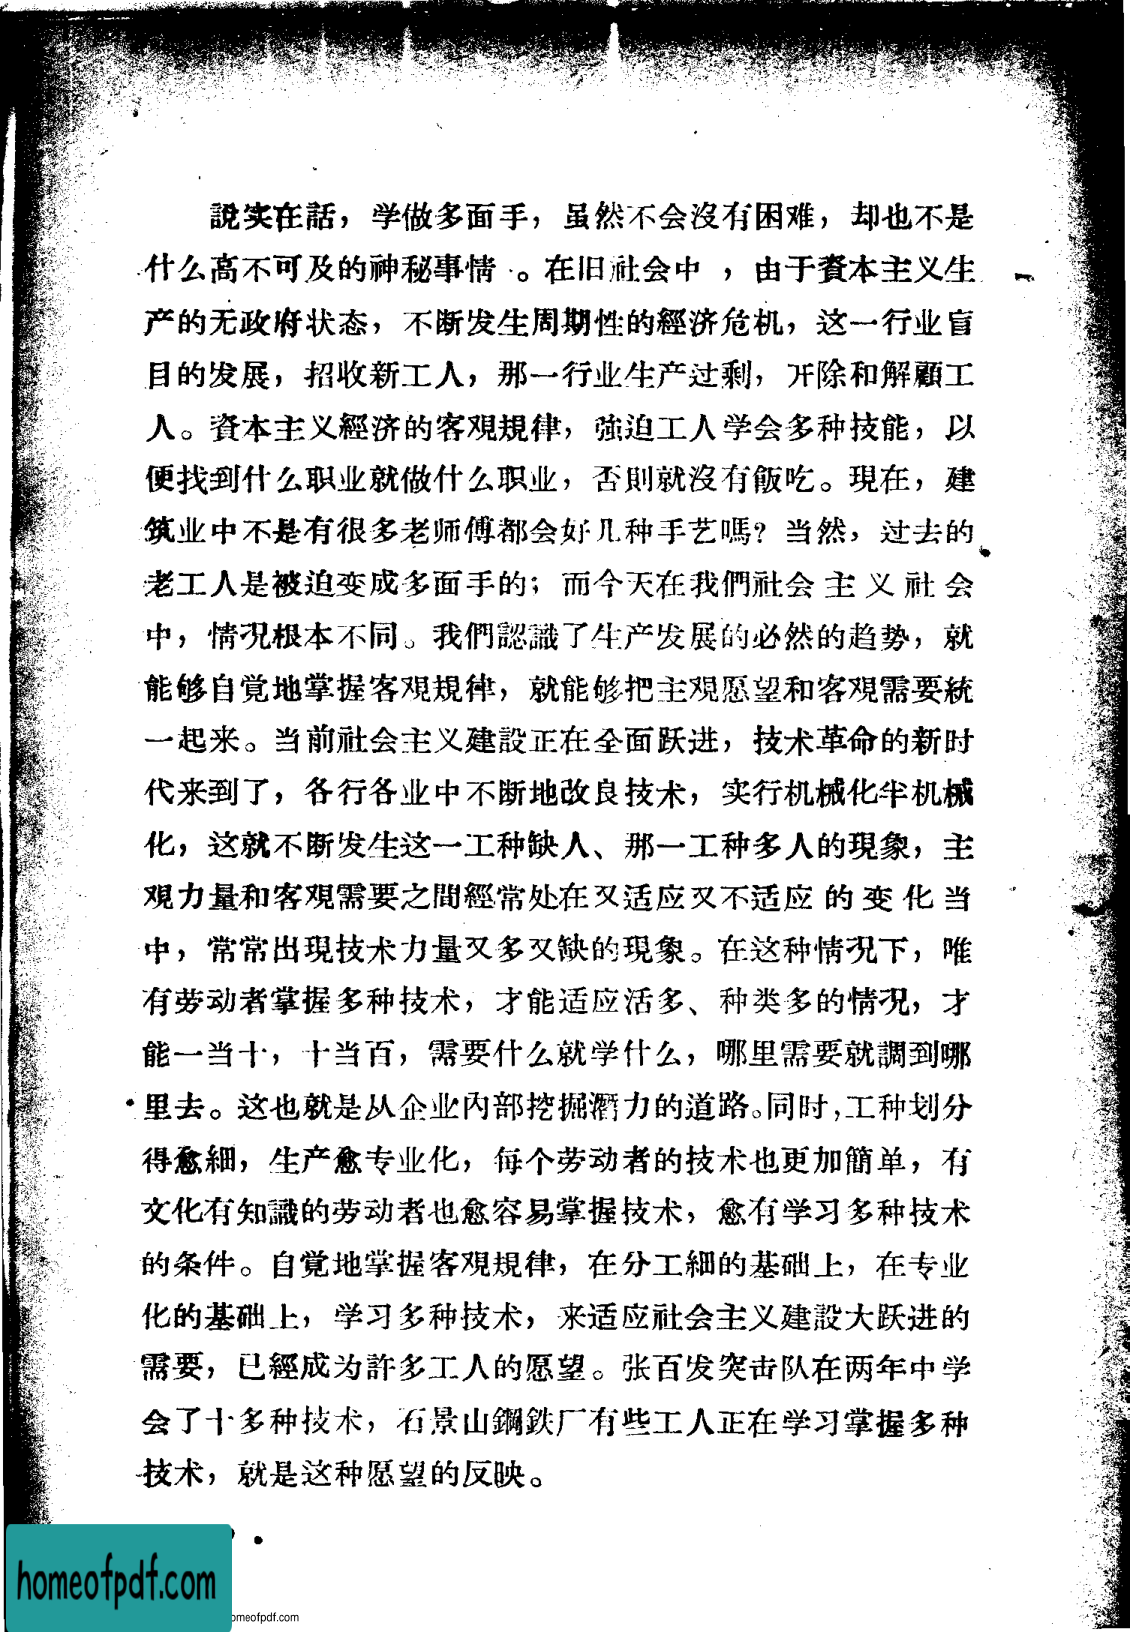 說实在話，学做多面手，虽然不会沒有困难，却也不是
什么高不可及的神秘事情。在旧社会中，由于資本主义生
产的无政府状态，不断发生周期性的經济危机，这一行业盲
目的发展，招收新工人，那一行业生产过剩，开除和解顧工
人。資本主义經济的客观規律，強迫工人学会多种技能，以
便找到什么职业就做什么职业，否則就沒有飯吃。現在，建
筑业中不是有很多老师傅都会好几种手艺嗎？当然，过去的
老工人是被迫变成多面手的；而今天在我們社会主义社会
中，情况根本不同。我們認識了生产发展的必然的趋势，就
能够自覚地掌握客观規律，就能够把主观愿望和客观需要統
一起来。当前社会主义建設正在全面跃进，技术革命的新时
代来到了，各行各业中不断地改良技术，实行机械化半机械
化，这就不断发生这一工种缺人、那一工种多人的現象，主
观力量和客观需要之間經常处在又适应又不适应的变化当
中，常常出現技术力量又多又缺的現象。在这种情况下，唯
有劳动者掌握多种技术，才能适应活多、种类多的情况，才
能一当十，十当百，需要什么就学什么，哪里需要就調到哪
里去。这也就是从企业內部挖掘潛力的道路。同时，工种划分
得愈細，生产愈专业化，每个劳动者的技术也更加簡单，有
文化有知識的劳动者也愈容易掌握技术，愈有学习多种技术
的条件。自覚地掌握客观規律，在分工細的基础上，在专业
化的基础上，学习多种技术，来适应社会主义建設大跃进的
需要，已經成为許多工人的愿望。张百发突击队在两年中学
会了十多种技术，石景山鋼鉄厂有些工人正在学习掌握多种
技术，就是这种愿望的反映。
homeofpdf.com
omeofpdf.com